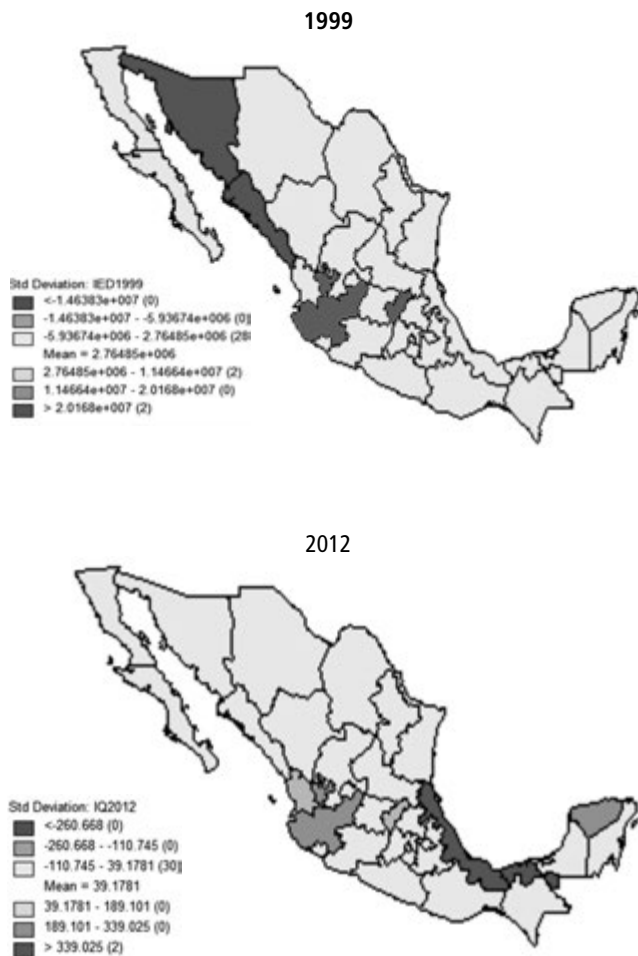 1999
Std Deviation: IED1999
<-1.46383e+007 (0)
-1.46383e+007 - -5.93674e+006 (0)
-5.93674e+006 - 2.76485e+006 (28
Mean = 2.76485e+006
2.76485e+006 - 1.14664e+007 (2)
1.14664e+007 - 2.0168e+007 (0)
> 2.0168e+007 (2)
2012
Std Deviation: IQ2012
<-260.668 (0)
-260.668 - -110.745 (0)
-110.745 - 39.1781 (30)
Mean = 39.1781
39.1781 - 189.101 (0)
189.101 - 339.025 (0)
> 339.025 (2)